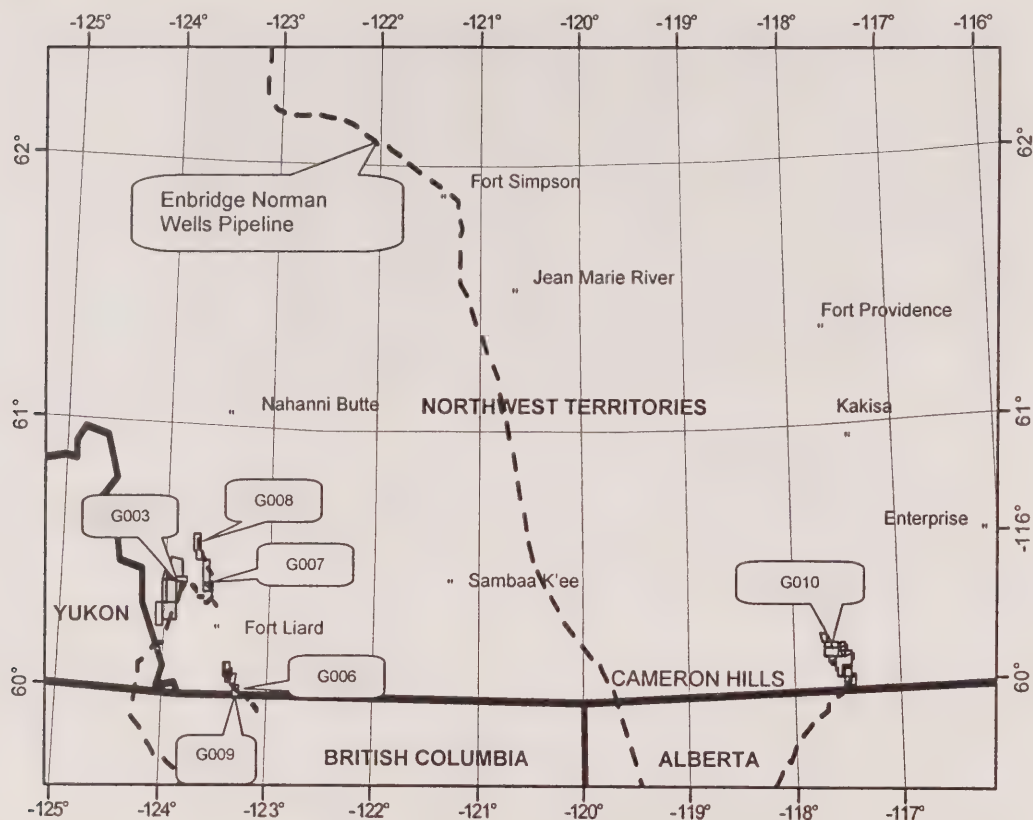 -125° -124° -123° -122° -121° -120° -119° -118° -117° -116°
62° 62°
Enbridge Norman
Wells Pipeline
Fort Simpson
Jean Marie River
Fort Providence
61° Nahanni Butte NORTHWEST TERRITORIES Kakisa 61°
G008
G003
Enterprise -116°
G007
Sambaa K'ee
G010
YUKON
Fort Liard
G006
CAMERON HILLS
60° 60°
G009
BRITISH COLUMBIA ALBERTA
-125° -124° -123° -122° -121° -120° -119° -118° -117°